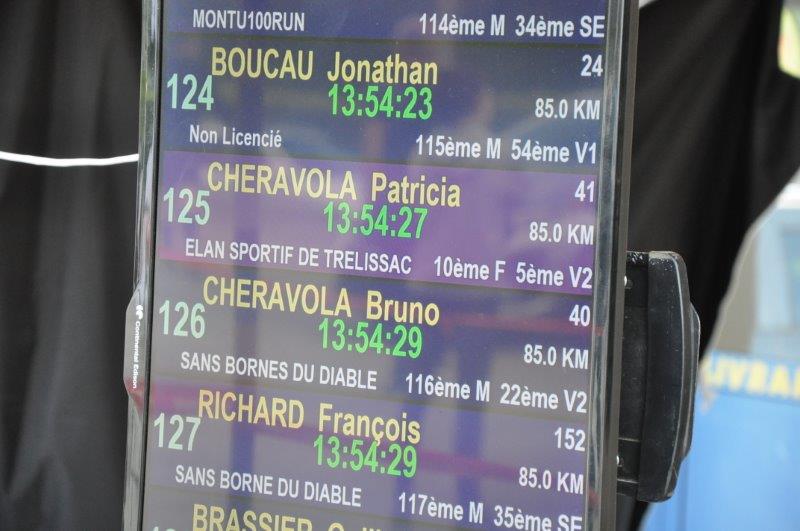 MONTU100RUN 114ème M 34ème SE
BOUCAU Jonathan 24
124 13:54:23 85.0 KM
Non Licencié 115ème M 54ème V1
CHERAVOLA Patricia 41
125 13:54:27 85.0 KM
ELAN SPORTIF DE TRELISSAC 10ème F 5ème V2
CHERAVOLA Bruno 40
126 13:54:29 85.0 KM
SANS BORNES DU DIABLE 116ème M 22ème V2
RICHARD François 152
127 13:54:29 85.0 KM
SANS BORNE DU DIABLE 117ème M 35ème SE
BRASSIER
Continental Edison